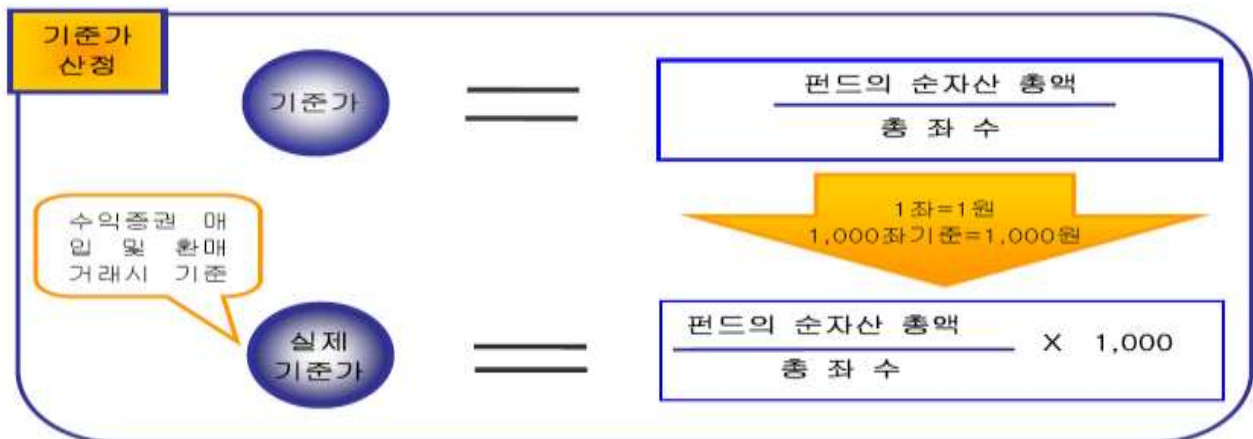 기준가
산정
기준가
펀드의 순자산 총액
총 좌 수
1좌=1원
1,000좌기준=1,000원
수익증권 매
입 및 환매
거래시 기준
실제
기준가
펀드의 순자산 총액
총 좌 수
X 1,000